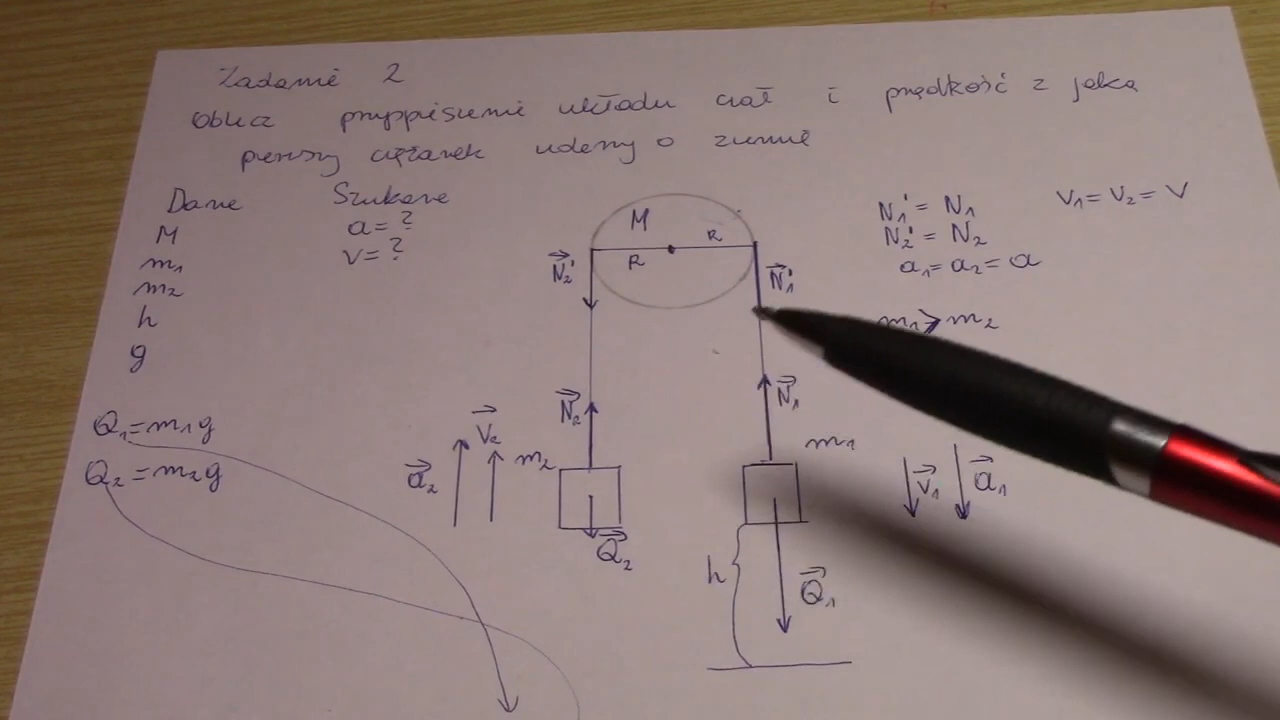 Zadanie 2
Oblicz przyspieszenie układu ciał i prędkość z jaką
pierwszy ciężarek uderzy o ziemię
Dane
Szukane
M
a = ?
m₁
v = ?
m₂
h
g
Q₁ = m₁g
Q₂ = m₂g
M
R
R
N₂'
N₁'
N₁' = N₁
N₂' = N₂
a₁ = a₂ = a
v₁ = v₂ = v
m₁ > m₂
N₂
N₁
v₂
a₂
m₂
m₁
v₁
a₁
Q₂
h
Q₁